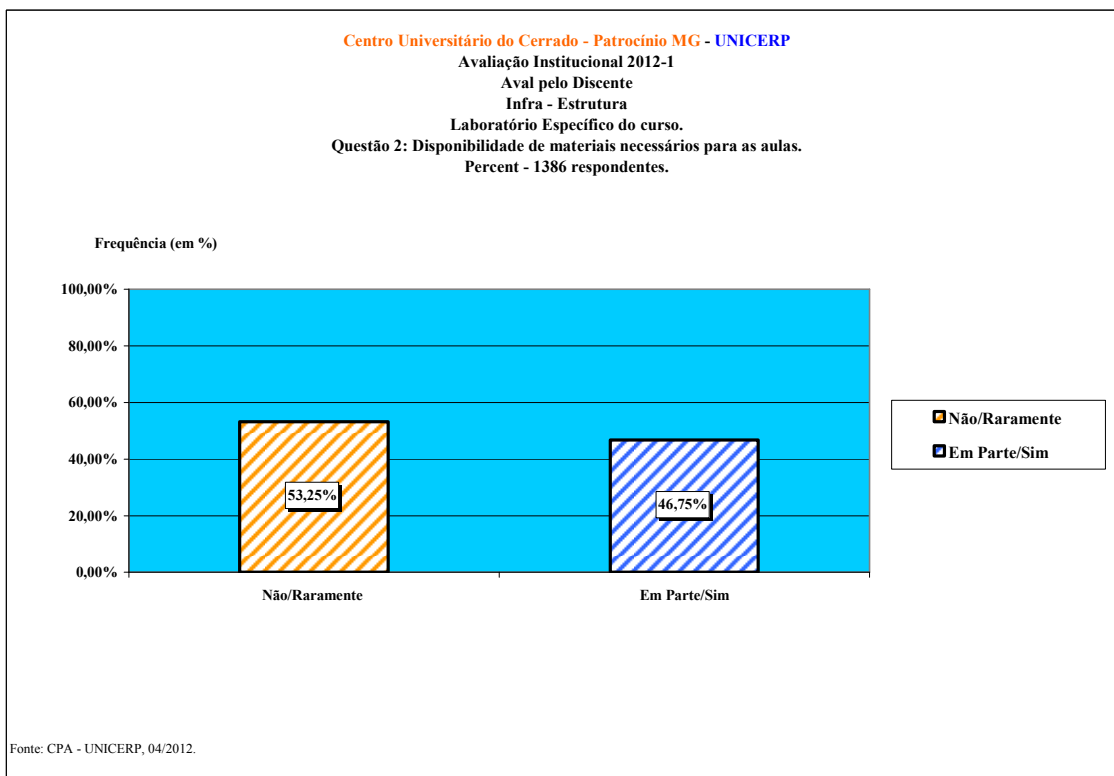 Centro Universitário do Cerrado - Patrocínio MG - UNICERP
Avaliação Institucional 2012-1
Aval pelo Discente
Infra - Estrutura
Laboratório Específico do curso.
Questão 2: Disponibilidade de materiais necessários para as aulas.
Percent - 1386 respondentes.
Frequência (em %)
100,00%
80,00%
60,00%
40,00%
20,00%
0,00%
53,25%
46,75%
Não/Raramente
Em Parte/Sim
Não/Raramente
Em Parte/Sim
Fonte: CPA - UNICERP, 04/2012.